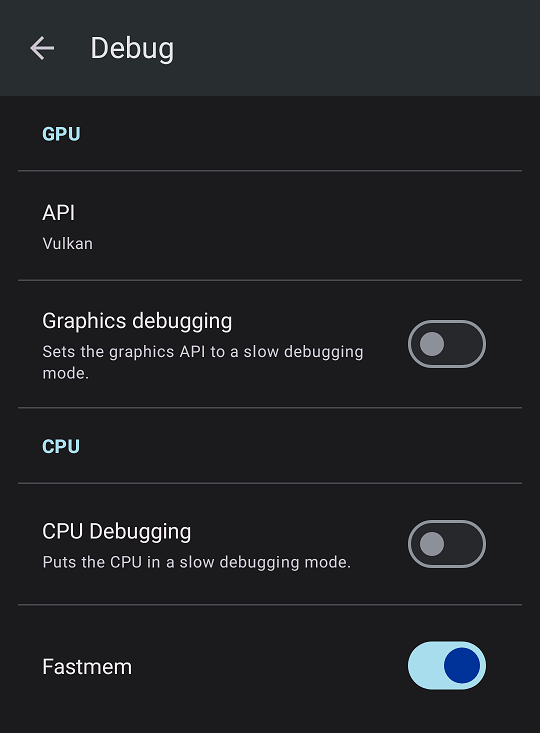 Debug
GPU
API
Vulkan
Graphics debugging
Sets the graphics API to a slow debugging
mode.
CPU
CPU Debugging
Puts the CPU in a slow debugging mode.
Fastmem